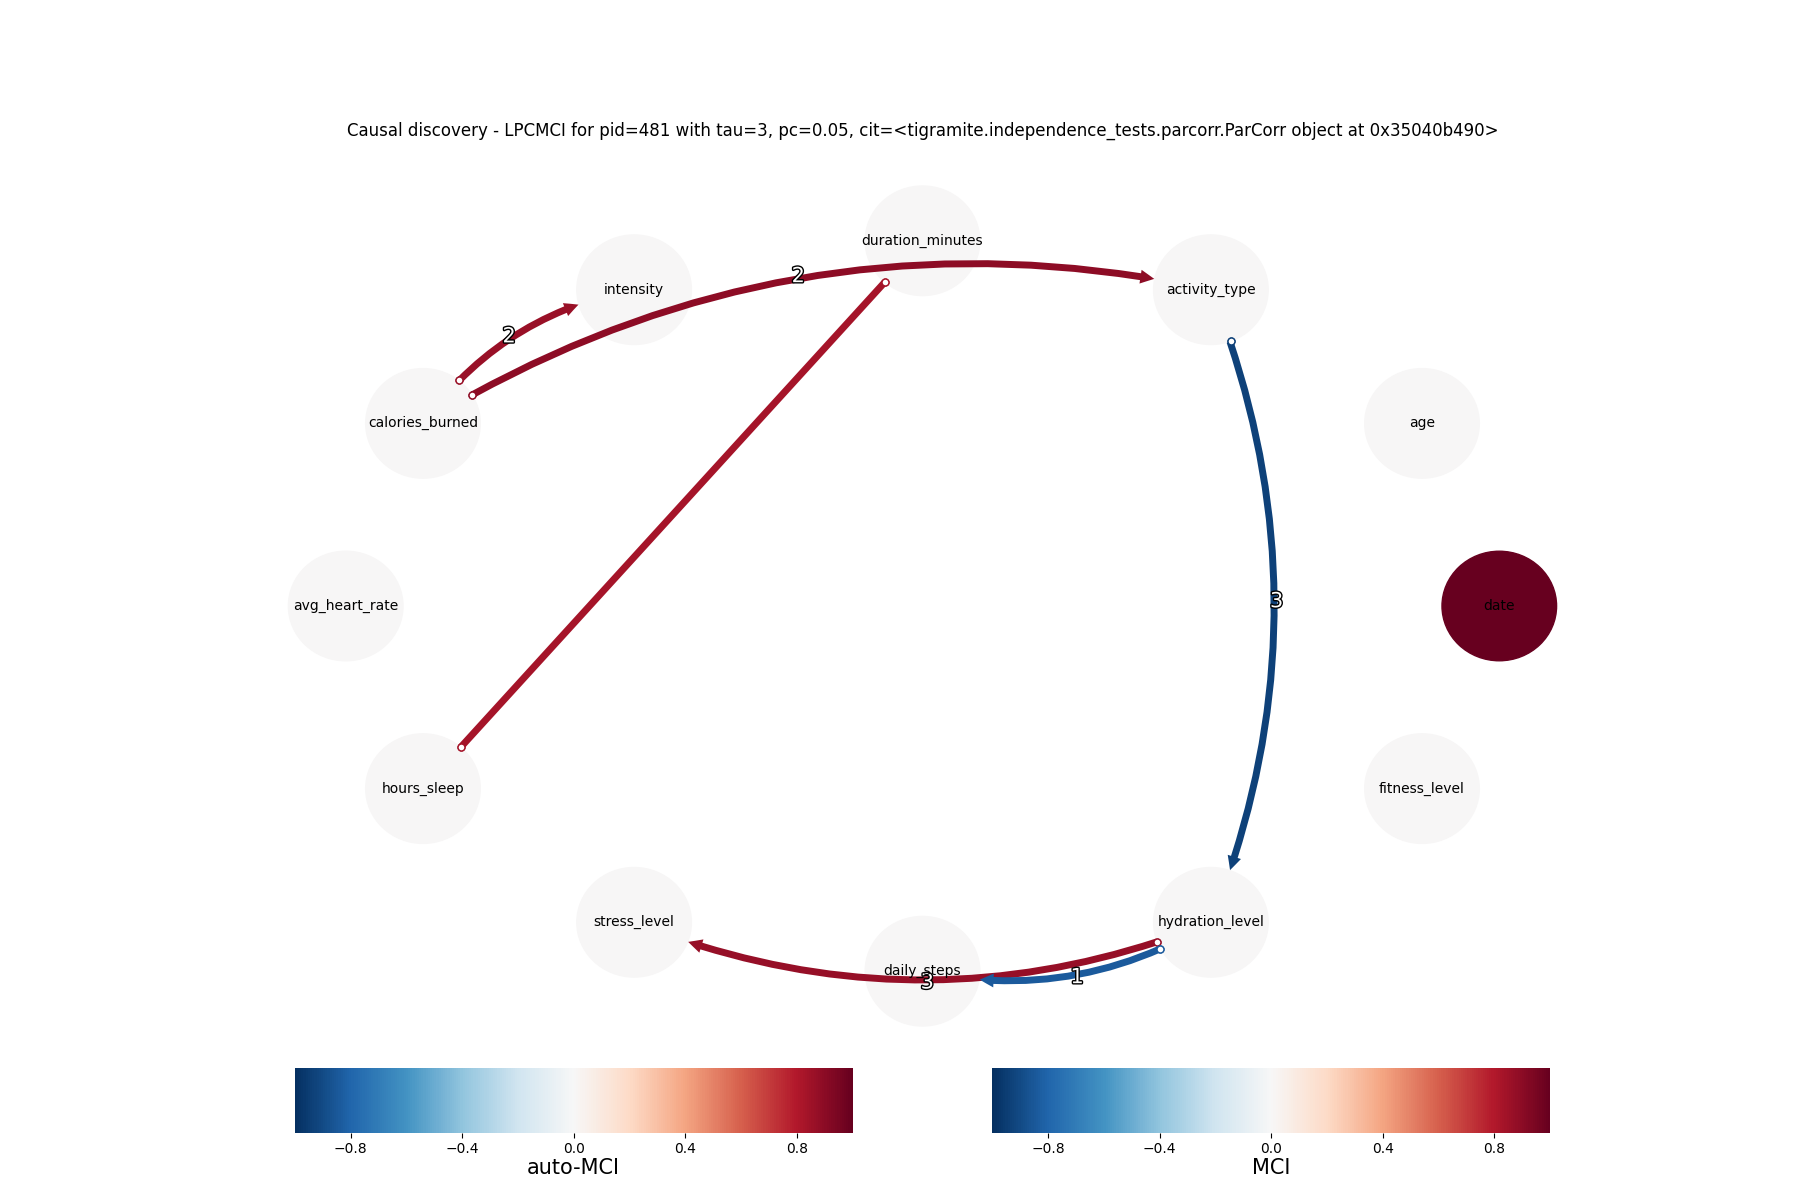 Causal discovery - LPCMCI for pid=481 with tau=3, pc=0.05, cit=<tigramite.independence_tests.parcorr.ParCorr object at 0x35040b490>
duration_minutes
2
intensity
activity_type
2
calories_burned
age
avg_heart_rate
3
date
hours_sleep
fitness_level
stress_level
hydration_level
daily_steps
3
1
−0.8 −0.4 0.0 0.4 0.8
auto-MCI
−0.8 −0.4 0.0 0.4 0.8
MCI